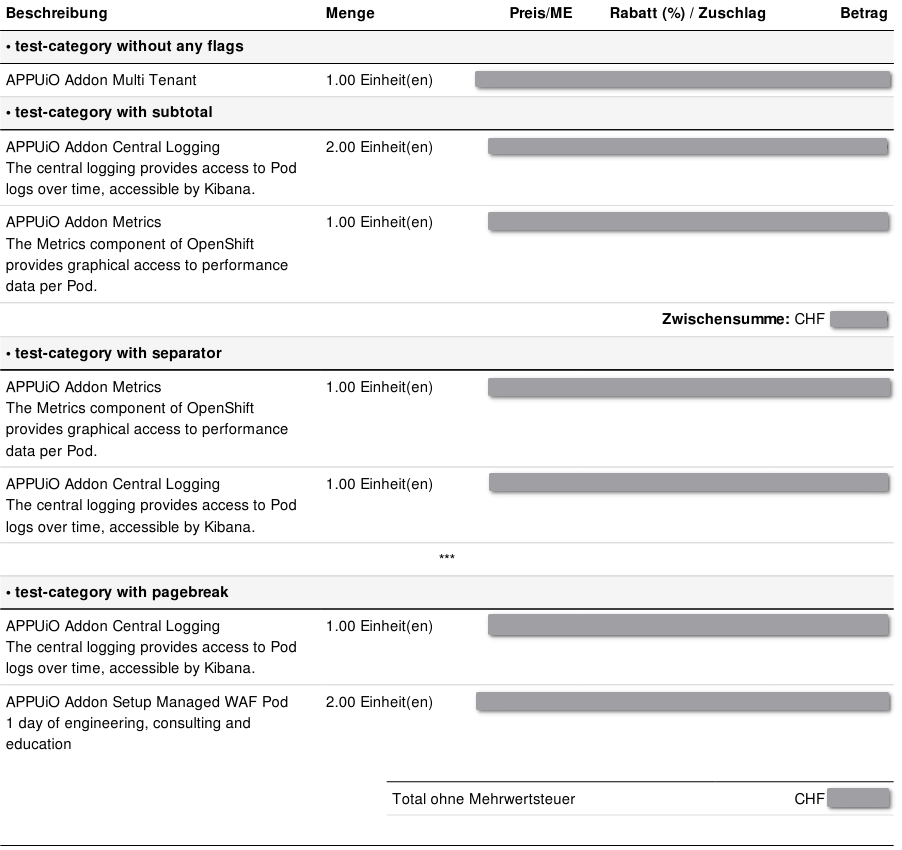 Beschreibung Menge Preis/ME Rabatt (%) / Zuschlag Betrag
• test-category without any flags
APPUiO Addon Multi Tenant 1.00 Einheit(en)
• test-category with subtotal
APPUiO Addon Central Logging 2.00 Einheit(en)
The central logging provides access to Pod
logs over time, accessible by Kibana.
APPUiO Addon Metrics 1.00 Einheit(en)
The Metrics component of OpenShift
provides graphical access to performance
data per Pod.
Zwischensumme: CHF
• test-category with separator
APPUiO Addon Metrics 1.00 Einheit(en)
The Metrics component of OpenShift
provides graphical access to performance
data per Pod.
APPUiO Addon Central Logging 1.00 Einheit(en)
The central logging provides access to Pod
logs over time, accessible by Kibana.
***
• test-category with pagebreak
APPUiO Addon Central Logging 1.00 Einheit(en)
The central logging provides access to Pod
logs over time, accessible by Kibana.
APPUiO Addon Setup Managed WAF Pod 2.00 Einheit(en)
1 day of engineering, consulting and
education
Total ohne Mehrwertsteuer CHF